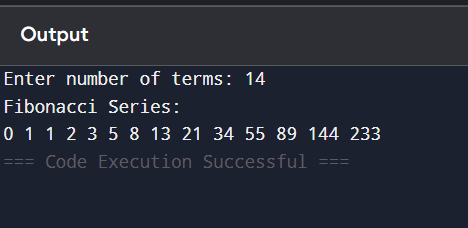 Output
Enter number of terms: 14
Fibonacci Series:
0 1 1 2 3 5 8 13 21 34 55 89 144 233
=== Code Execution Successful ===